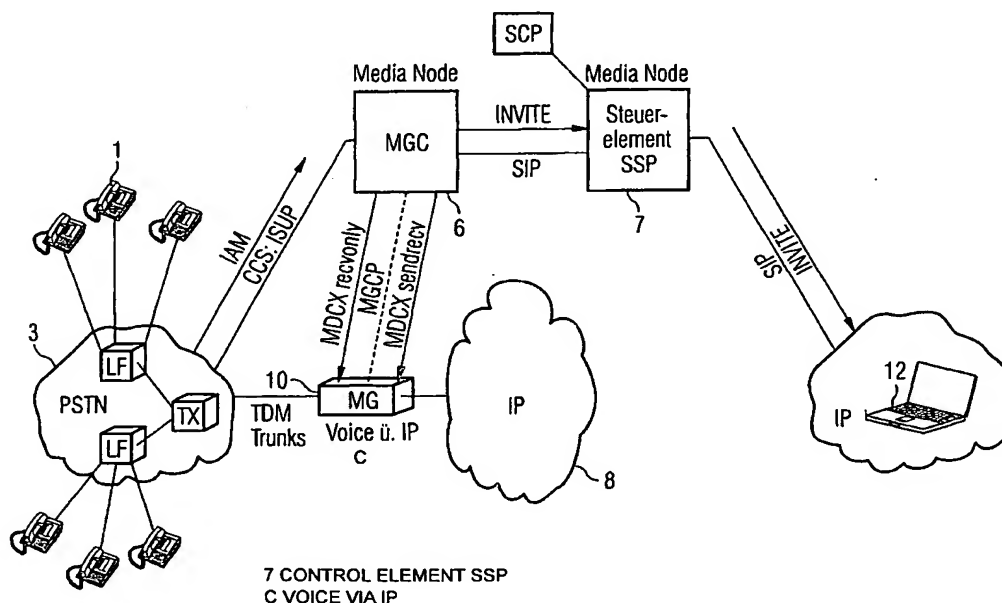 SCP
Media Node
Media Node
MGC
INVITE
SIP
Steuer-
element
SSP
6
7
1
IAM
CCS: ISUP
MDCX recvonly
MGCP
MDCX sendrecv
SIP
INVITE
3
LF
PSTN
TX
LF
TDM
Trunks
10
MG
Voice ü. IP
C
IP
8
12
IP
7 CONTROL ELEMENT SSP
C VOICE VIA IP